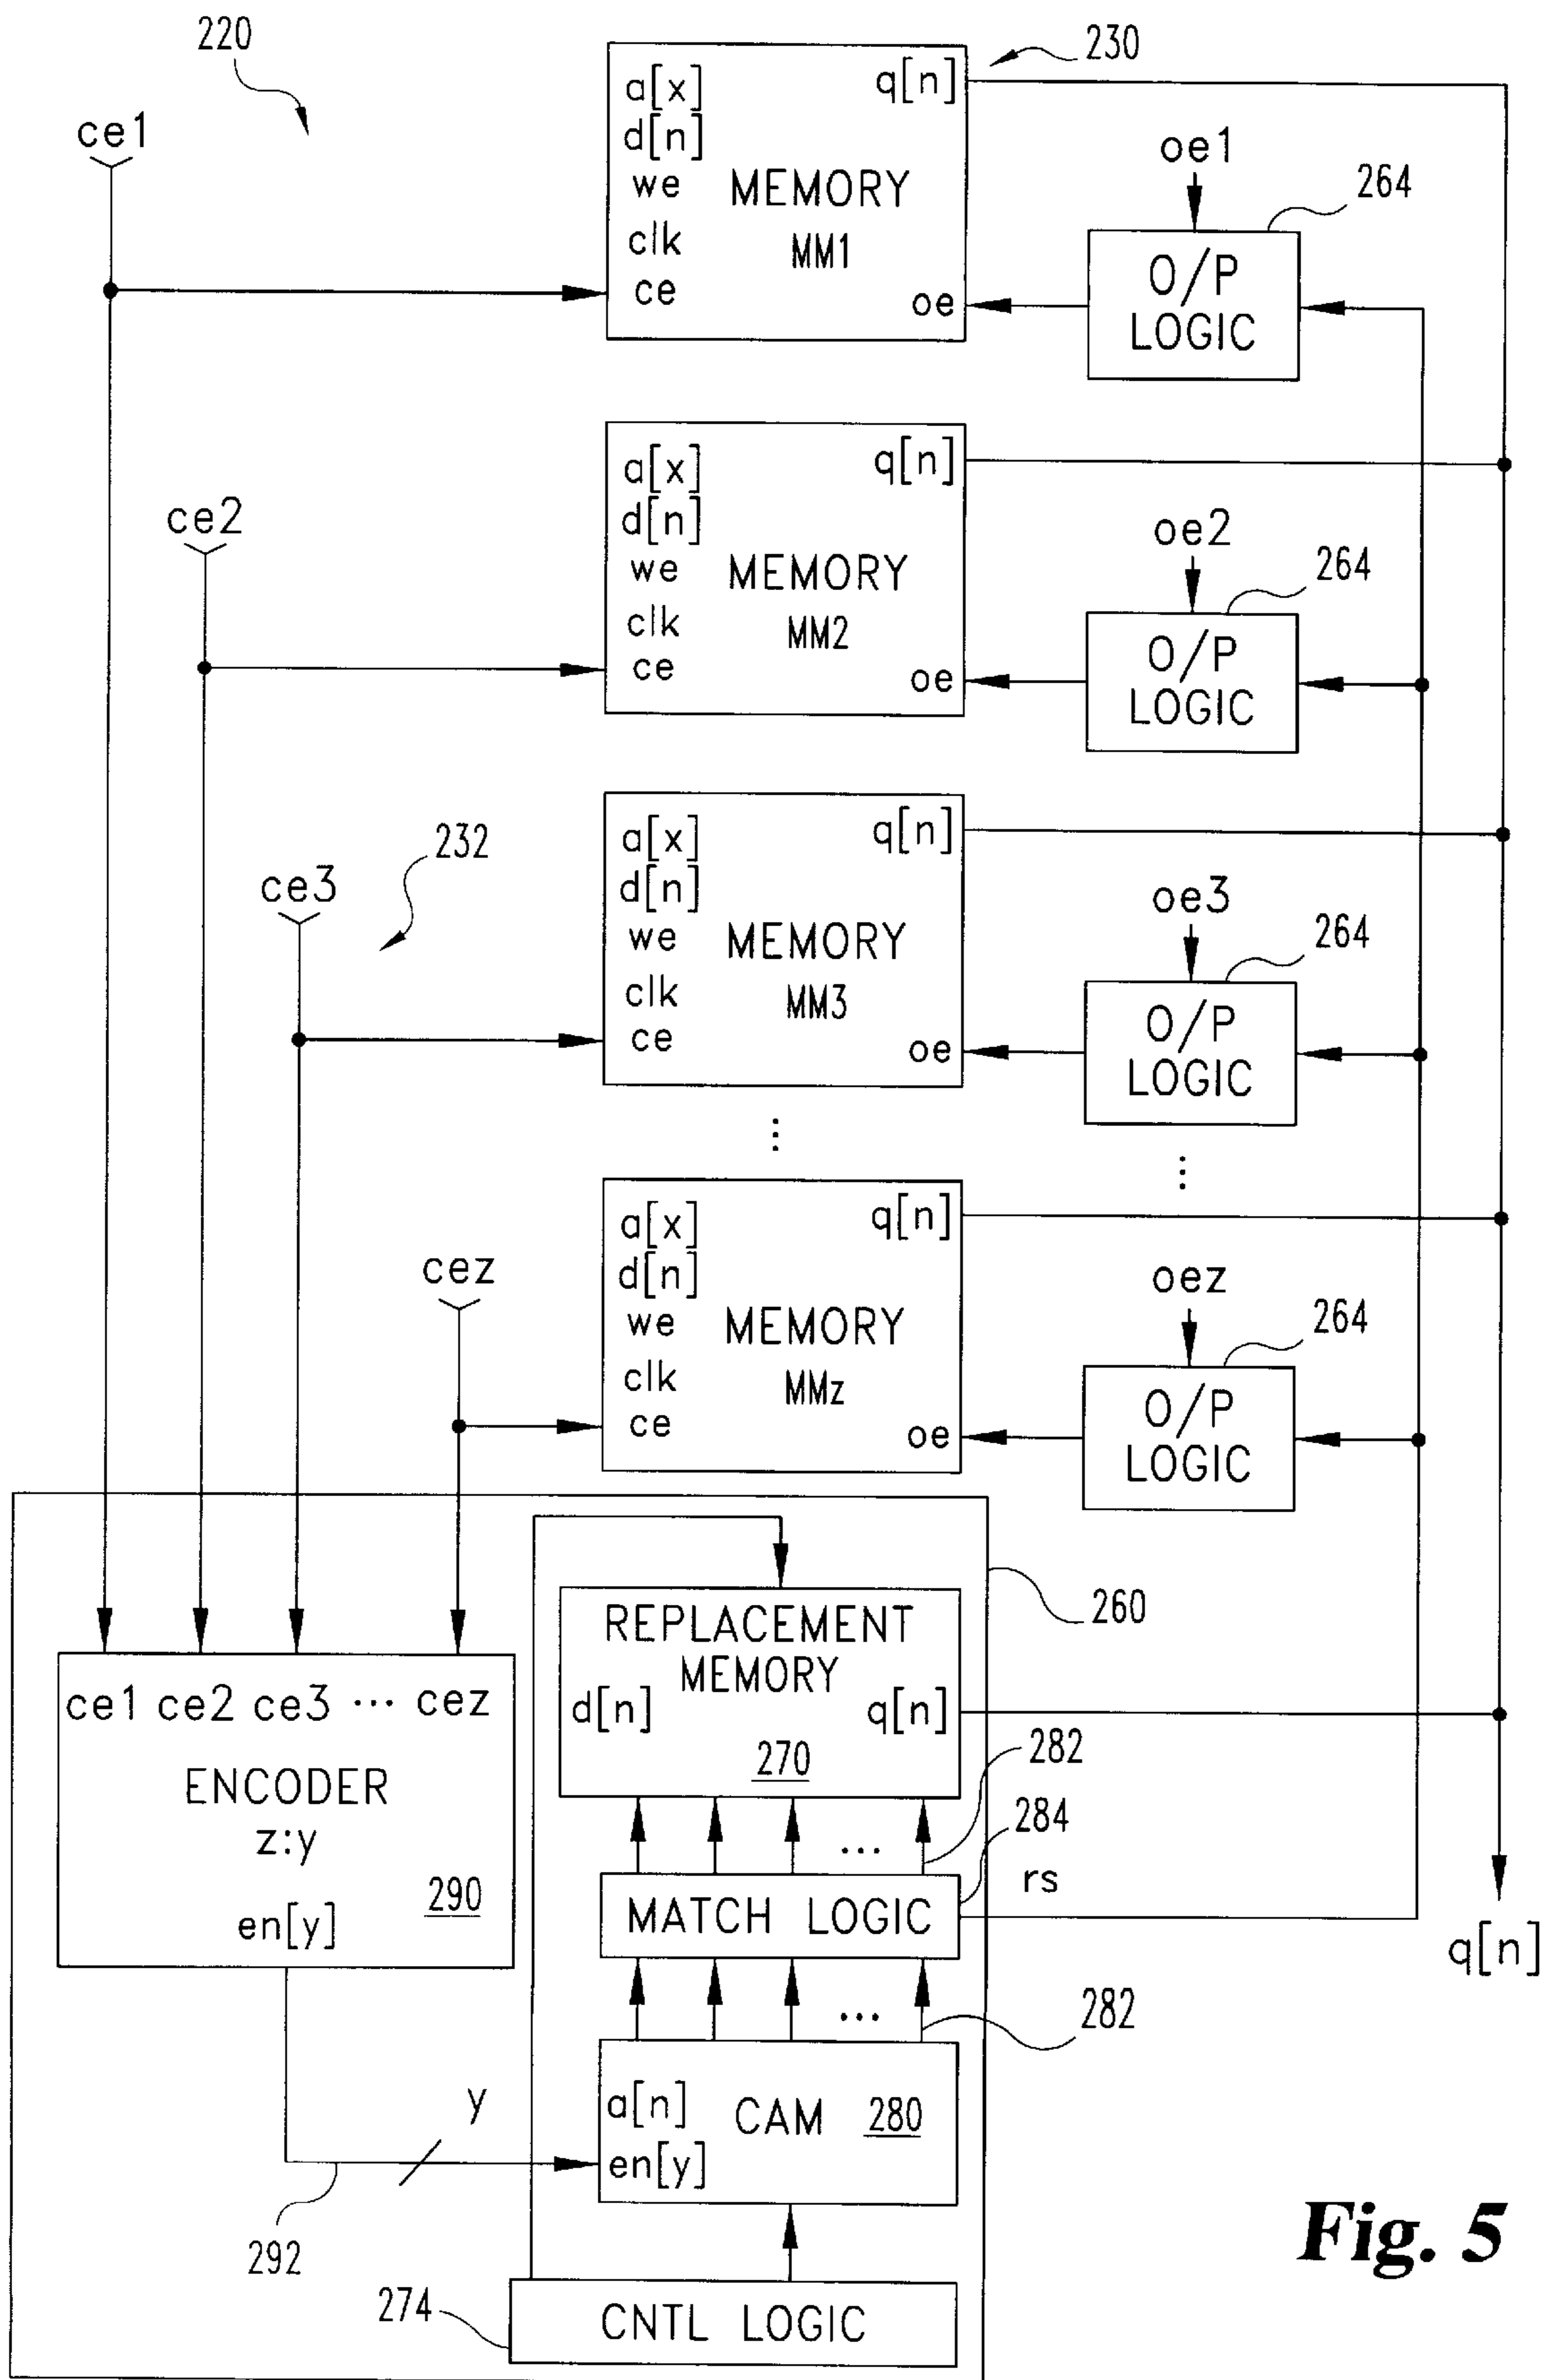 220
230
ce1
a[x]
q[n]
d[n]
we
MEMORY
clk
MM1
ce
oe
oe1
264
O/P
LOGIC
ce2
a[x]
q[n]
d[n]
we
MEMORY
clk
MM2
ce
oe
oe2
264
O/P
LOGIC
232
ce3
a[x]
q[n]
d[n]
we
MEMORY
clk
MM3
ce
oe
oe3
264
O/P
LOGIC
...
...
cez
a[x]
q[n]
d[n]
we
MEMORY
clk
MMz
ce
oe
oez
264
O/P
LOGIC
260
REPLACEMENT
MEMORY
d[n]
q[n]
270
ce1 ce2 ce3 ... cez
ENCODER
z:y
290
en[y]
282
284
...
rs
MATCH LOGIC
q[n]
...
282
y
a[n]
CAM 280
en[y]
292
274
CNTL LOGIC
Fig. 5